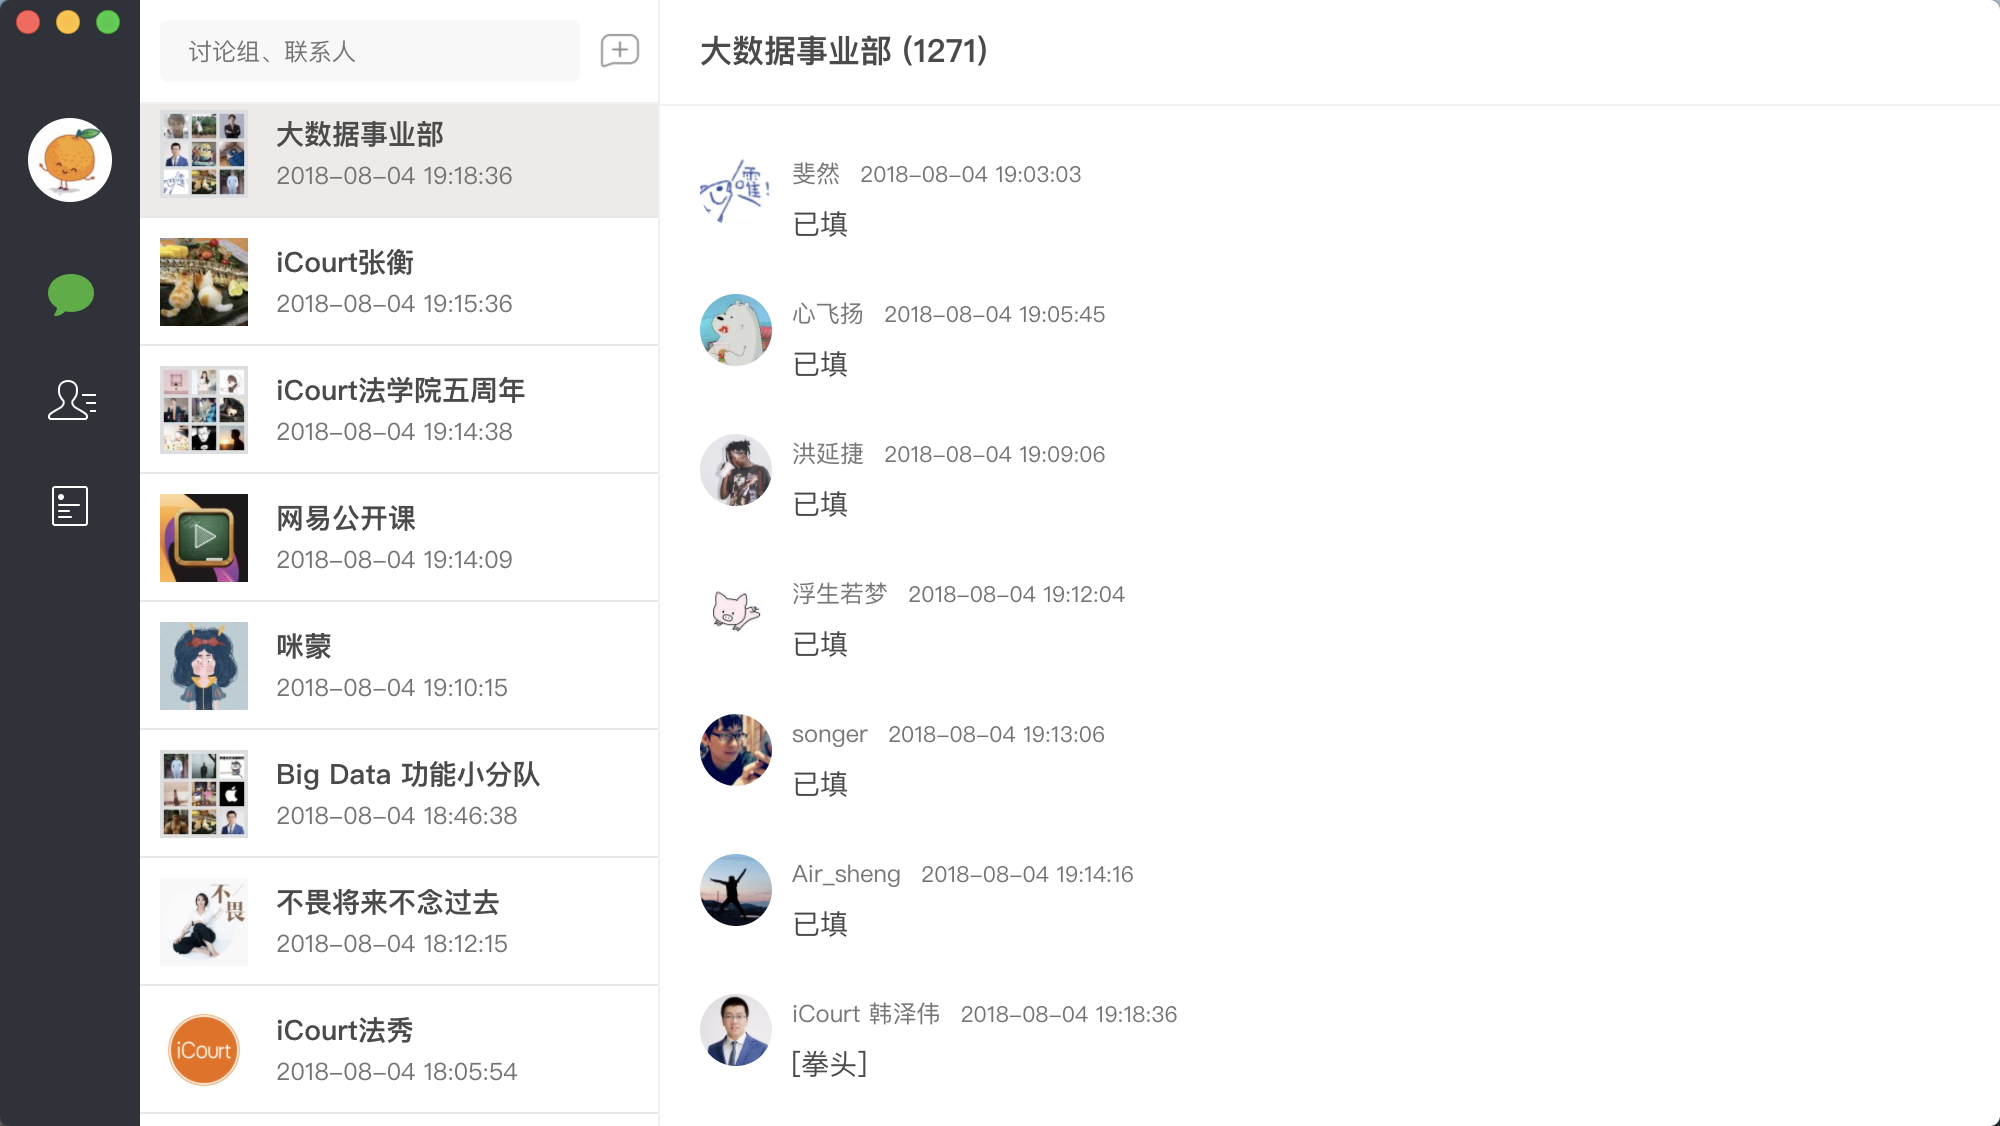 讨论组、联系人
大数据事业部
2018-08-04 19:18:36
iCourt张衡
2018-08-04 19:15:36
iCourt法学院五周年
2018-08-04 19:14:38
网易公开课
2018-08-04 19:14:09
咪蒙
2018-08-04 19:10:15
Big Data 功能小分队
2018-08-04 18:46:38
不畏
不畏将来不念过去
2018-08-04 18:12:15
iCourt
iCourt法秀
2018-08-04 18:05:54
大数据事业部 (1271)
斐然 2018-08-04 19:03:03
已填
心飞扬 2018-08-04 19:05:45
已填
洪延捷 2018-08-04 19:09:06
已填
浮生若梦 2018-08-04 19:12:04
已填
songer 2018-08-04 19:13:06
已填
Air_sheng 2018-08-04 19:14:16
已填
iCourt 韩泽伟 2018-08-04 19:18:36
[拳头]